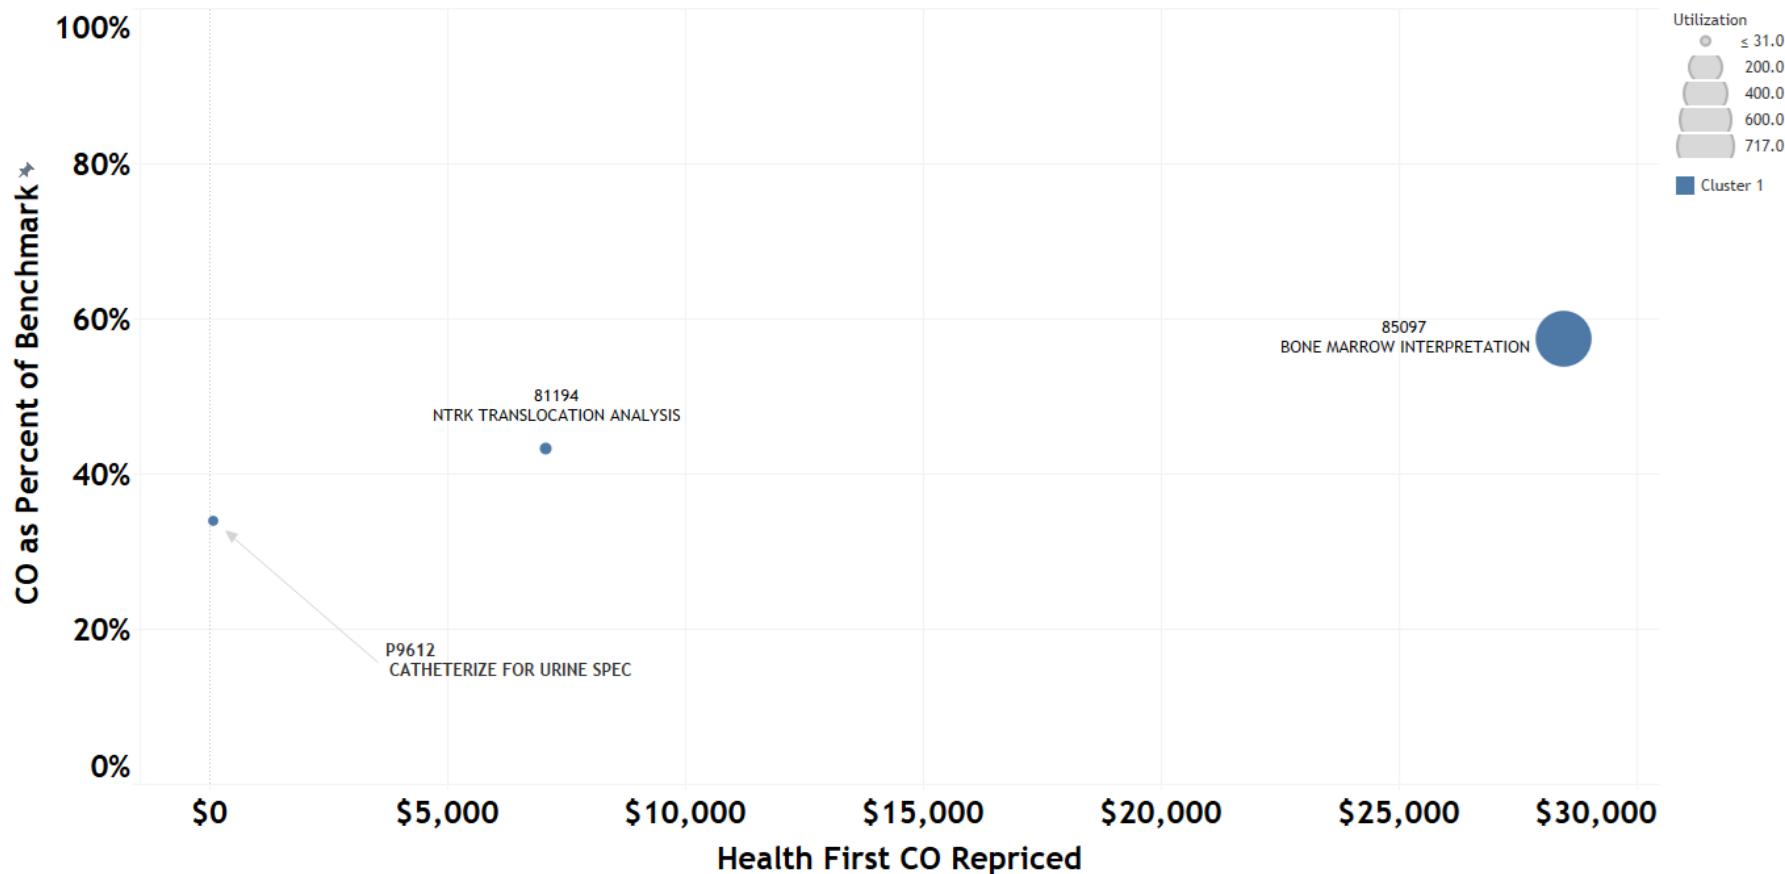 100%
80%
60%
40%
20%
0%
CO as Percent of Benchmark
85097
BONE MARROW INTERPRETATION
81194
NTRK TRANSLOCATION ANALYSIS
P9612
CATHETERIZE FOR URINE SPEC
$0 $5,000 $10,000 $15,000 $20,000 $25,000 $30,000
Health First CO Repriced
Utilization
≤ 31.0
200.0
400.0
600.0
717.0
Cluster 1